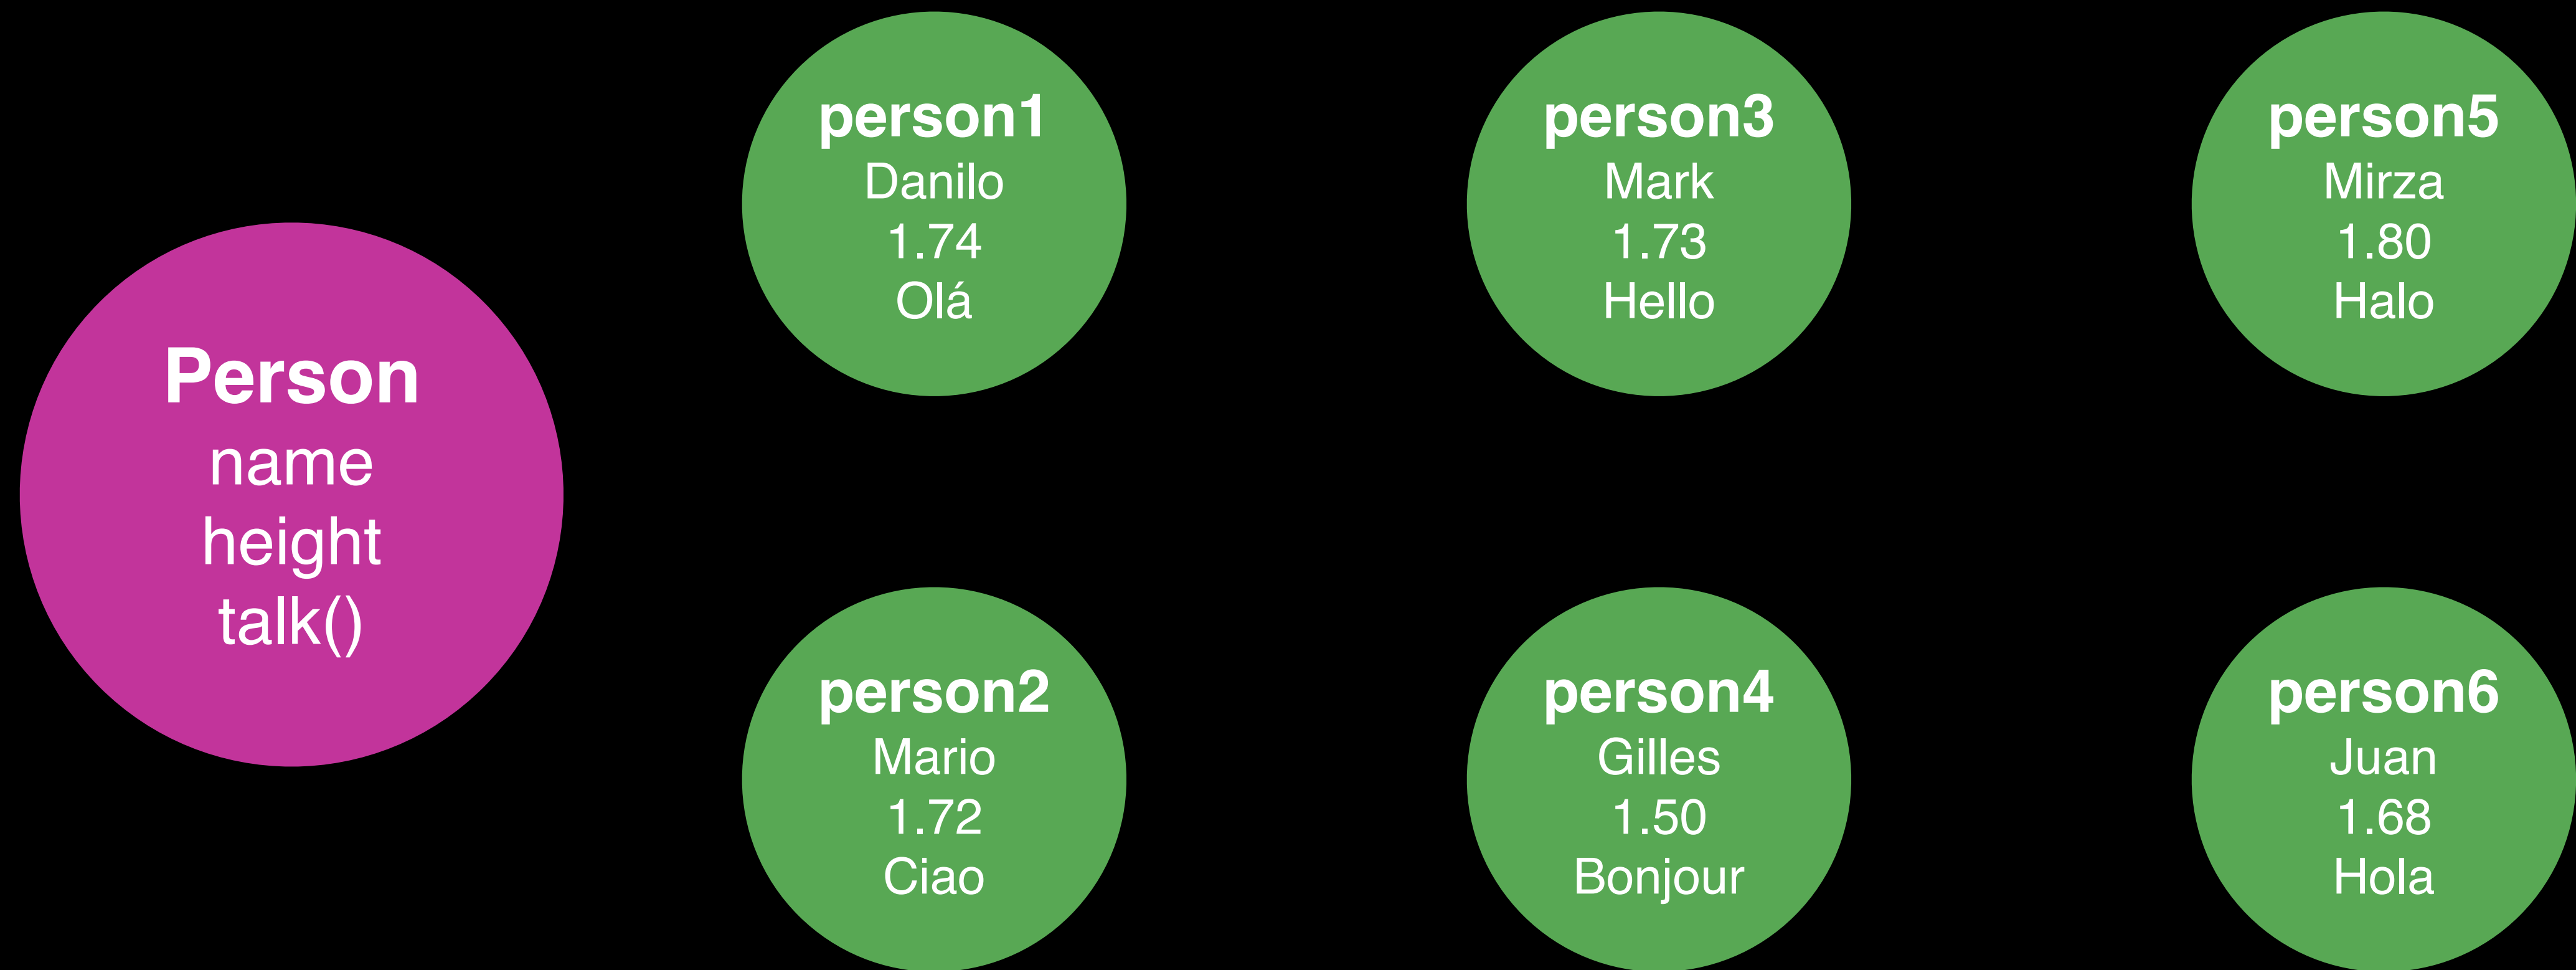 Person
name
height
talk()
person1
Danilo
1.74
Olá
person2
Mario
1.72
Ciao
person3
Mark
1.73
Hello
person4
Gilles
1.50
Bonjour
person5
Mirza
1.80
Halo
person6
Juan
1.68
Hola